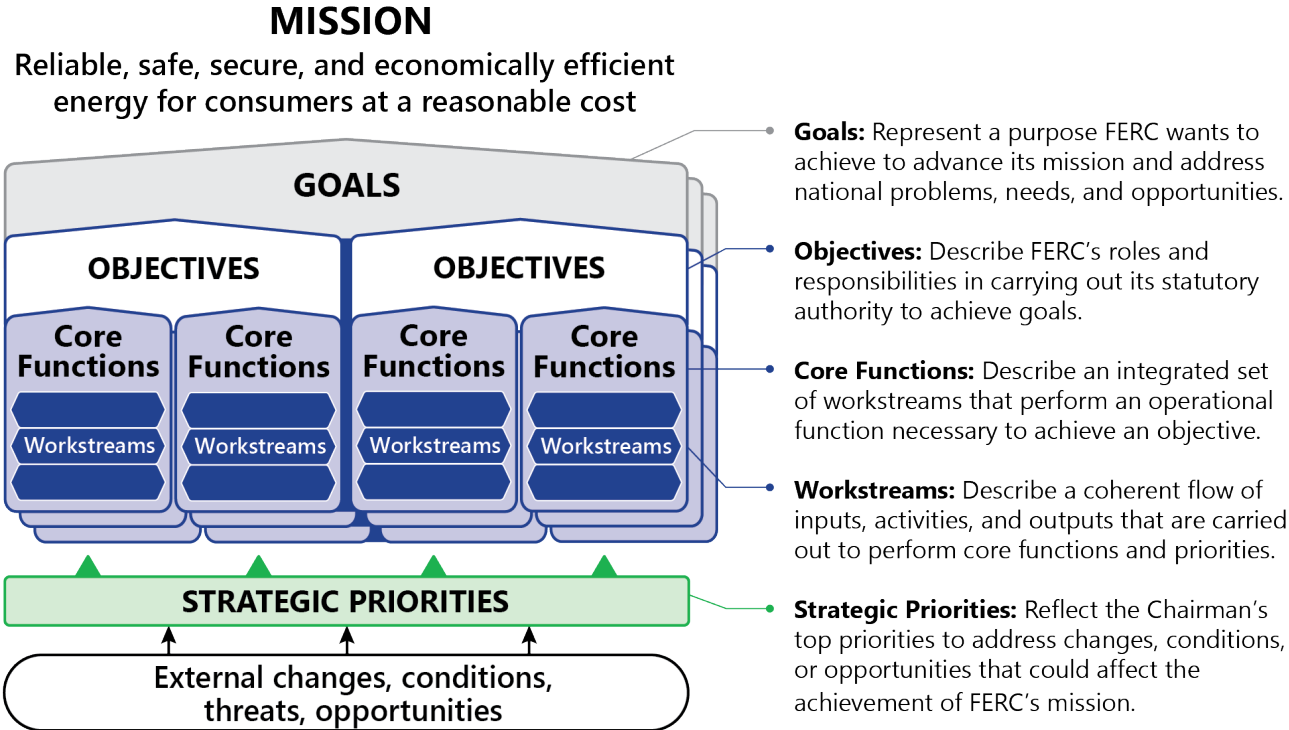 MISSION
Reliable, safe, secure, and economically efficient
energy for consumers at a reasonable cost
GOALS
OBJECTIVES
OBJECTIVES
Core
Functions
Core
Functions
Core
Functions
Core
Functions
Workstreams
Workstreams
Workstreams
Workstreams
STRATEGIC PRIORITIES
External changes, conditions,
threats, opportunities
Goals: Represent a purpose FERC wants to
achieve to advance its mission and address
national problems, needs, and opportunities.
Objectives: Describe FERC’s roles and
responsibilities in carrying out its statutory
authority to achieve goals.
Core Functions: Describe an integrated set
of workstreams that perform an operational
function necessary to achieve an objective.
Workstreams: Describe a coherent flow of
inputs, activities, and outputs that are carried
out to perform core functions and priorities.
Strategic Priorities: Reflect the Chairman’s
top priorities to address changes, conditions,
or opportunities that could affect the
achievement of FERC’s mission.